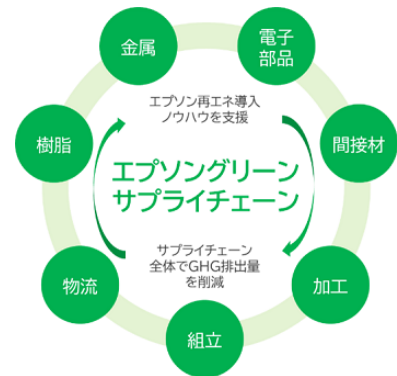 金属
電子
部品
エプソン再エネ導入
ノウハウを支援
樹脂
間接材
エプソングリーン
サプライチェーン
サプライチェーン
全体でGHG排出量
を削減
物流
加工
組立